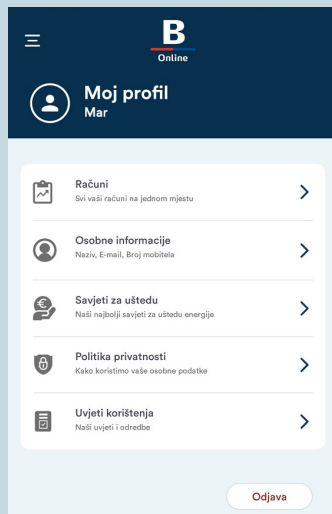 B
Online
Moj profil
Mar
Računi
Svi vaši računi na jednom mjestu
Osobne informacije
Naziv, E-mail, Broj mobitela
Savjeti za uštedu
Naši najbolji savjeti za uštedu energije
Politika privatnosti
Kako koristimo vaše osobne podatke
Uvjeti korištenja
Naši uvjeti i odredbe
Odjava